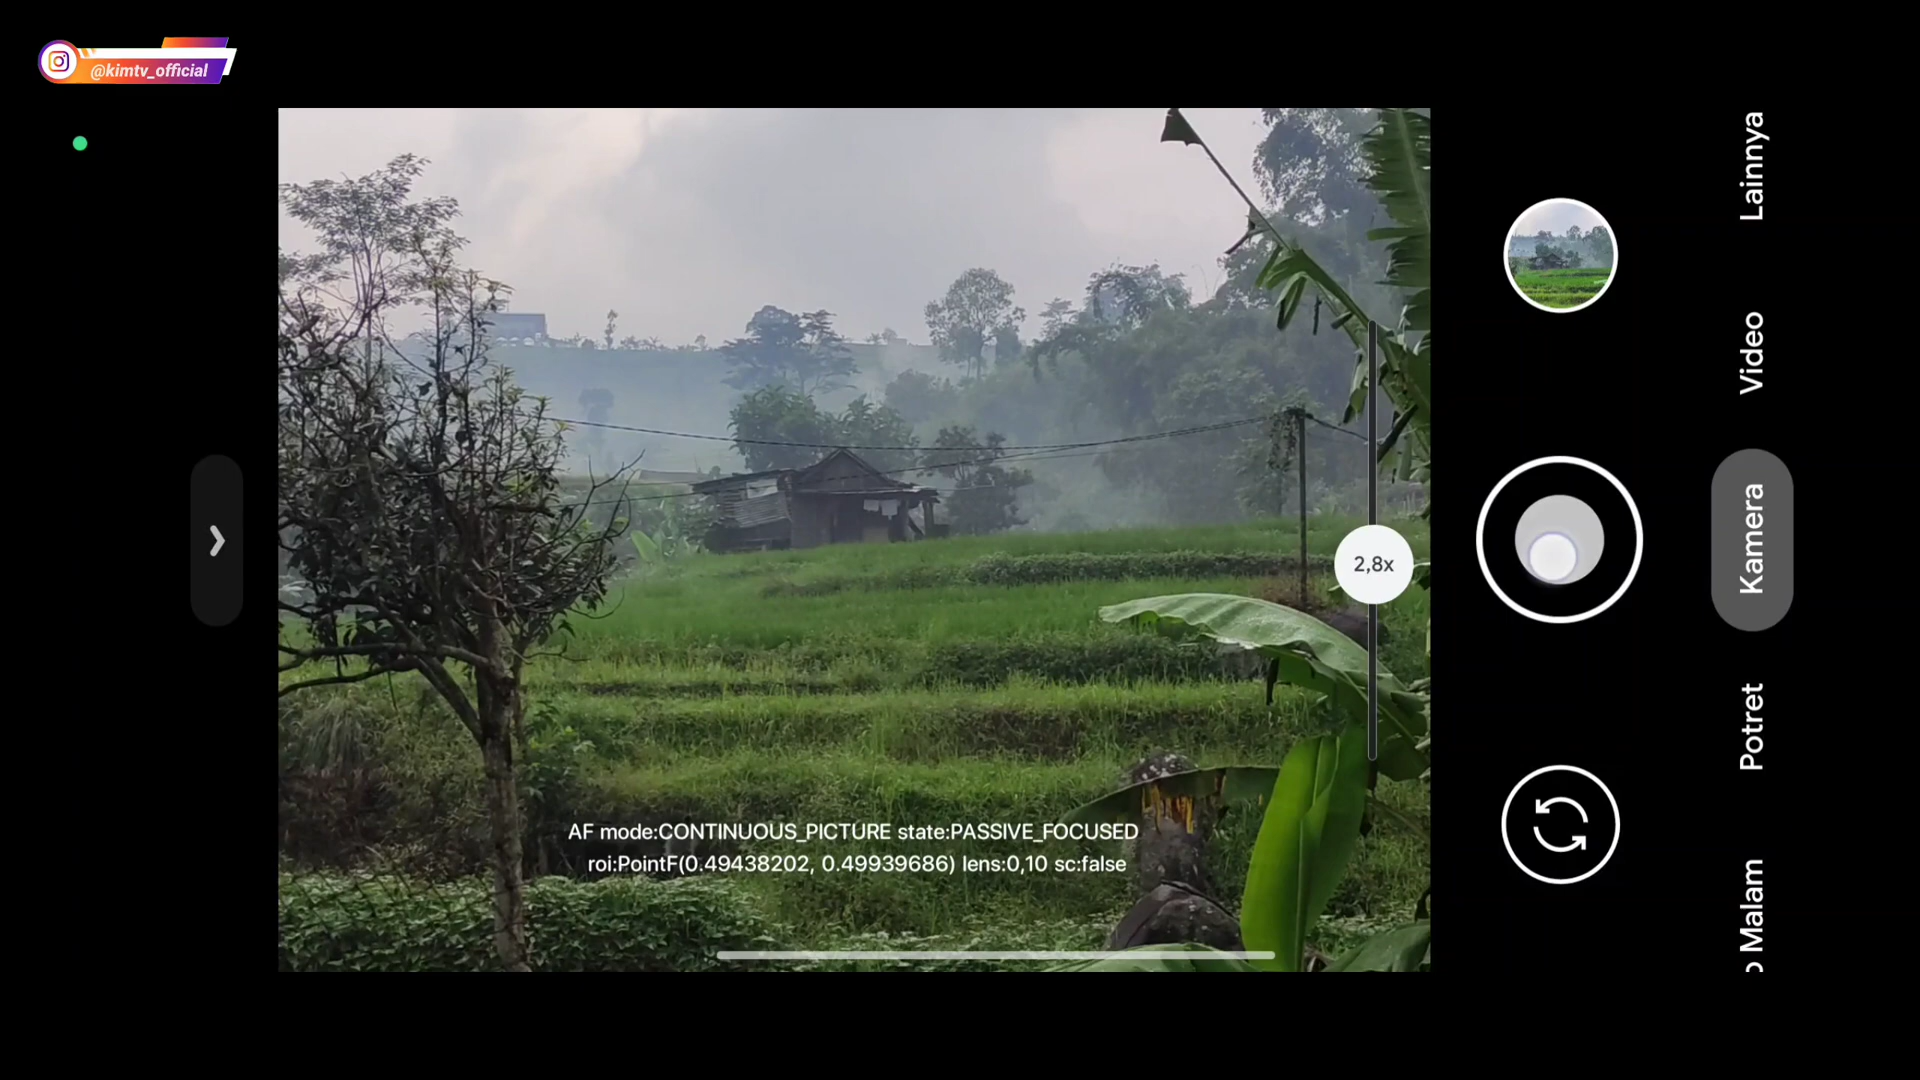 @kimtv_official
Lainnya
Video
2,8x
Kamera
Potret
AF mode:CONTINUOUS_PICTURE state:PASSIVE_FOCUSED
roi:PointF(0.49438202, 0.49939686) lens:0,10 sc:false
Malam